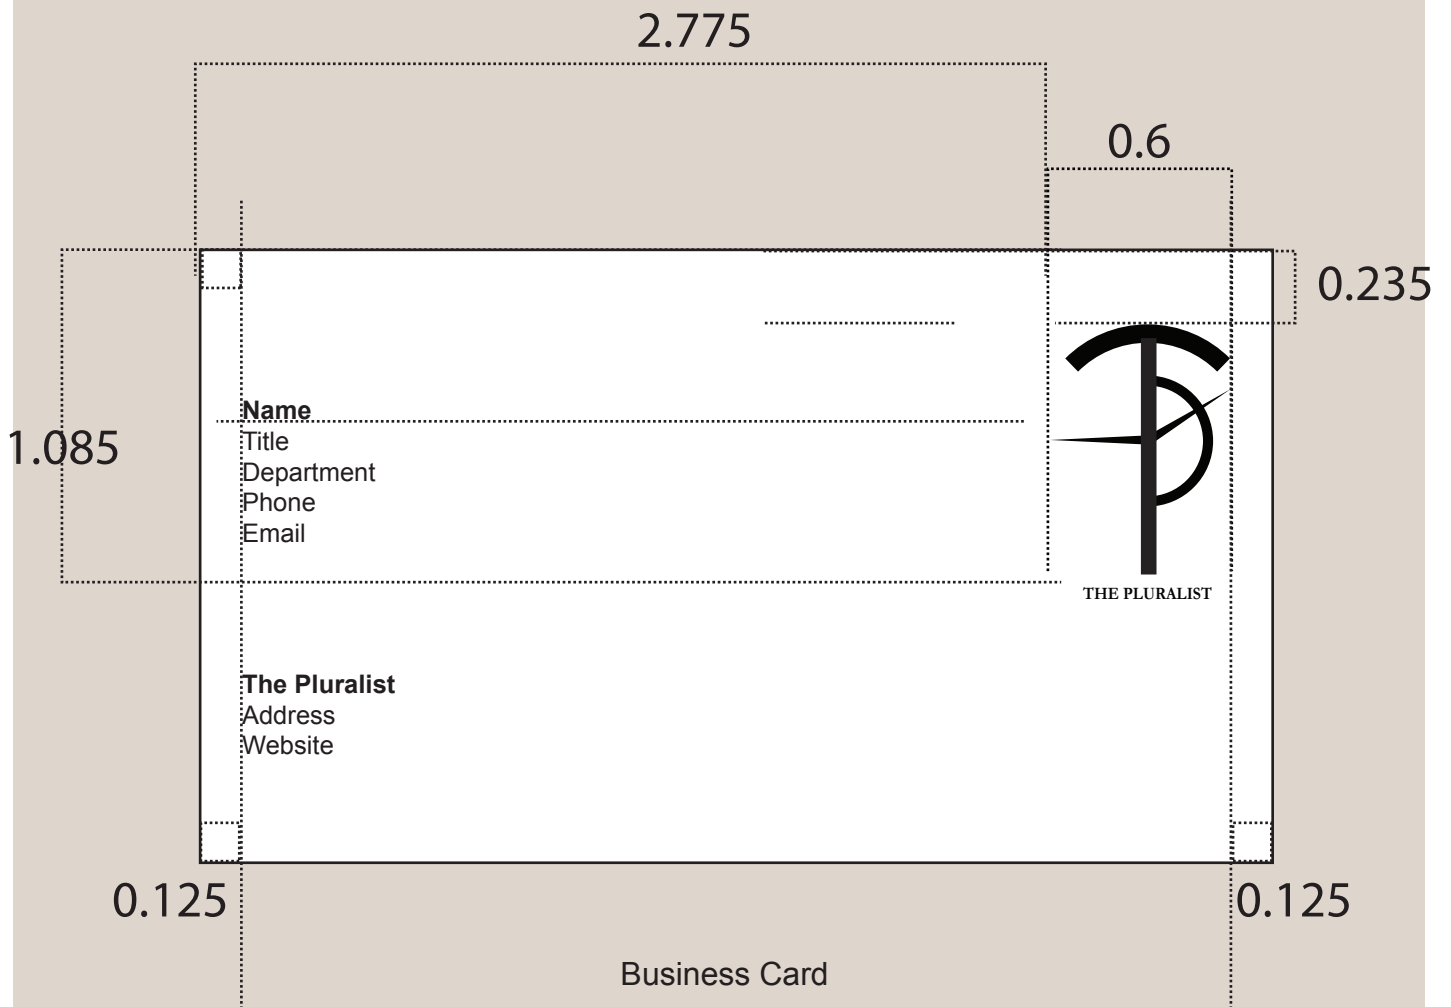 2.775
0.6
0.235
Name
1.085
Title
Department
Phone
Email
THE PLURALIST
The Pluralist
Address
Website
0.125
0.125
Business Card